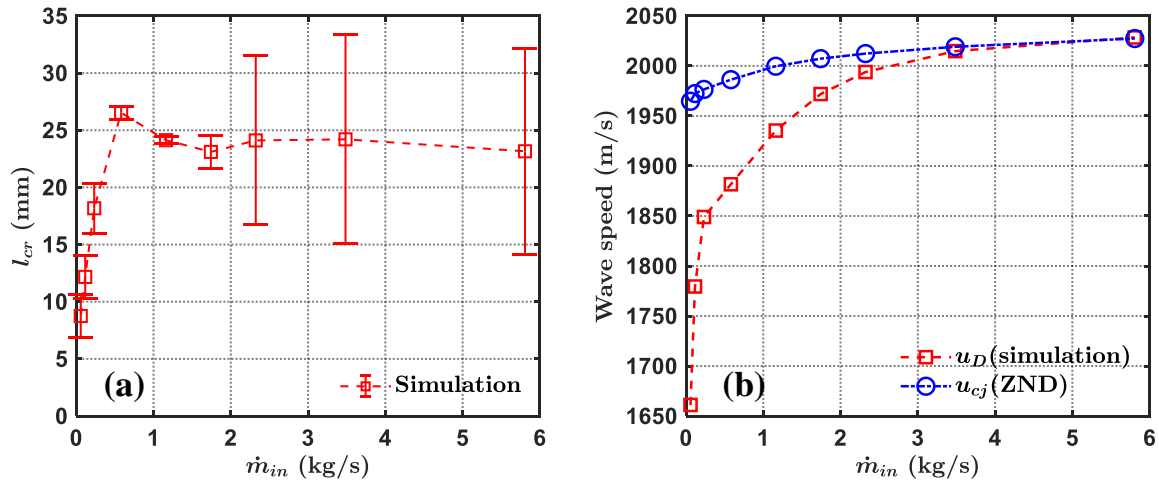 35
30
25
20
15
10
5
0
l_cr (mm)
(a)
Simulation
0 1 2 3 4 5 6
ṁ_in (kg/s)
2050
2000
1950
1900
1850
1800
1750
1700
1650
Wave speed (m/s)
u_D(simulation)
u_cj(ZND)
(b)
0 1 2 3 4 5 6
ṁ_in (kg/s)